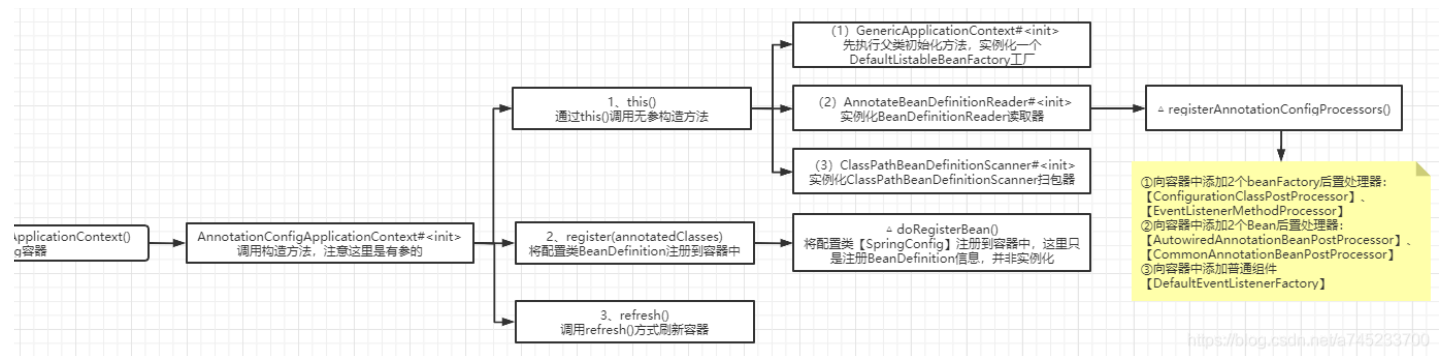 ApplicationContext()
容器
AnnotationConfigApplicationContext#<init>
调用构造方法，注意这里是有参的
1、this()
通过this()调用无参构造方法
(1) GenericApplicationContext#<init>
先执行父类初始化方法，实例化一个
DefaultListableBeanFactory工厂
(2) AnnotateBeanDefinitionReader#<init>
实例化BeanDefinitionReader读取器
registerAnnotationConfigProcessors()
(3) ClassPathBeanDefinitionScanner#<init>
实例化ClassPathBeanDefinitionScanner扫包器
①向容器中添加2个beanFactory后置处理器：
【ConfigurationClassPostProcessor】、
【EventListenerMethodProcessor】
②向容器中添加2个Bean后置处理器：
【AutowiredAnnotationBeanPostProcessor】、
【CommonAnnotationBeanPostProcessor】
③向容器中添加普通组件
【DefaultEventListenerFactory】
2、register(annotatedClasses)
将配置类BeanDefinition注册到容器中
doRegisterBean()
将配置类【SpringConfig】注册到容器中，这里只
是注册BeanDefinition信息，并非实例化
3、refresh()
调用refresh()方式刷新容器
https://blog.csdn.net/a745233700